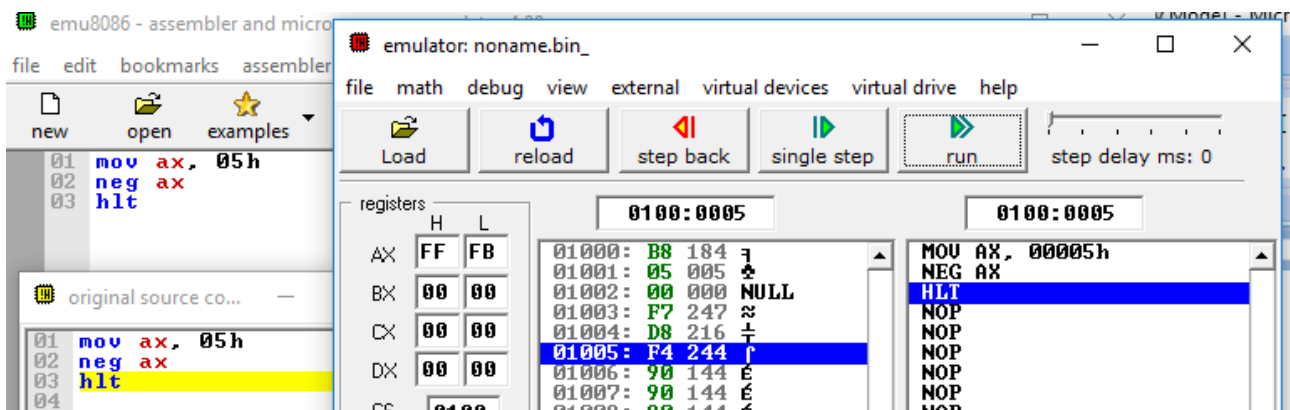 emu8086 - assembler and micro
file edit bookmarks assembler
new open examples
01 mov ax, 05h
02 neg ax
03 hlt
original source co...
01 mov ax, 05h
02 neg ax
03 hlt
04
emulator: noname.bin_
file math debug view external virtual devices virtual drive help
Load reload step back single step run step delay ms: 0
registers
H L
AX FF FB
BX 00 00
CX 00 00
DX 00 00
0100:0005
01000: B8 184 ╕
01001: 05 005 ♣
01002: 00 000 NULL
01003: F7 247 ≈
01004: D8 216 ╪
01005: F4 244 ⌠
01006: 90 144 É
01007: 90 144 É
0100:0005
MOV AX, 00005h
NEG AX
HLT
NOP
NOP
NOP
NOP
NOP
NOP